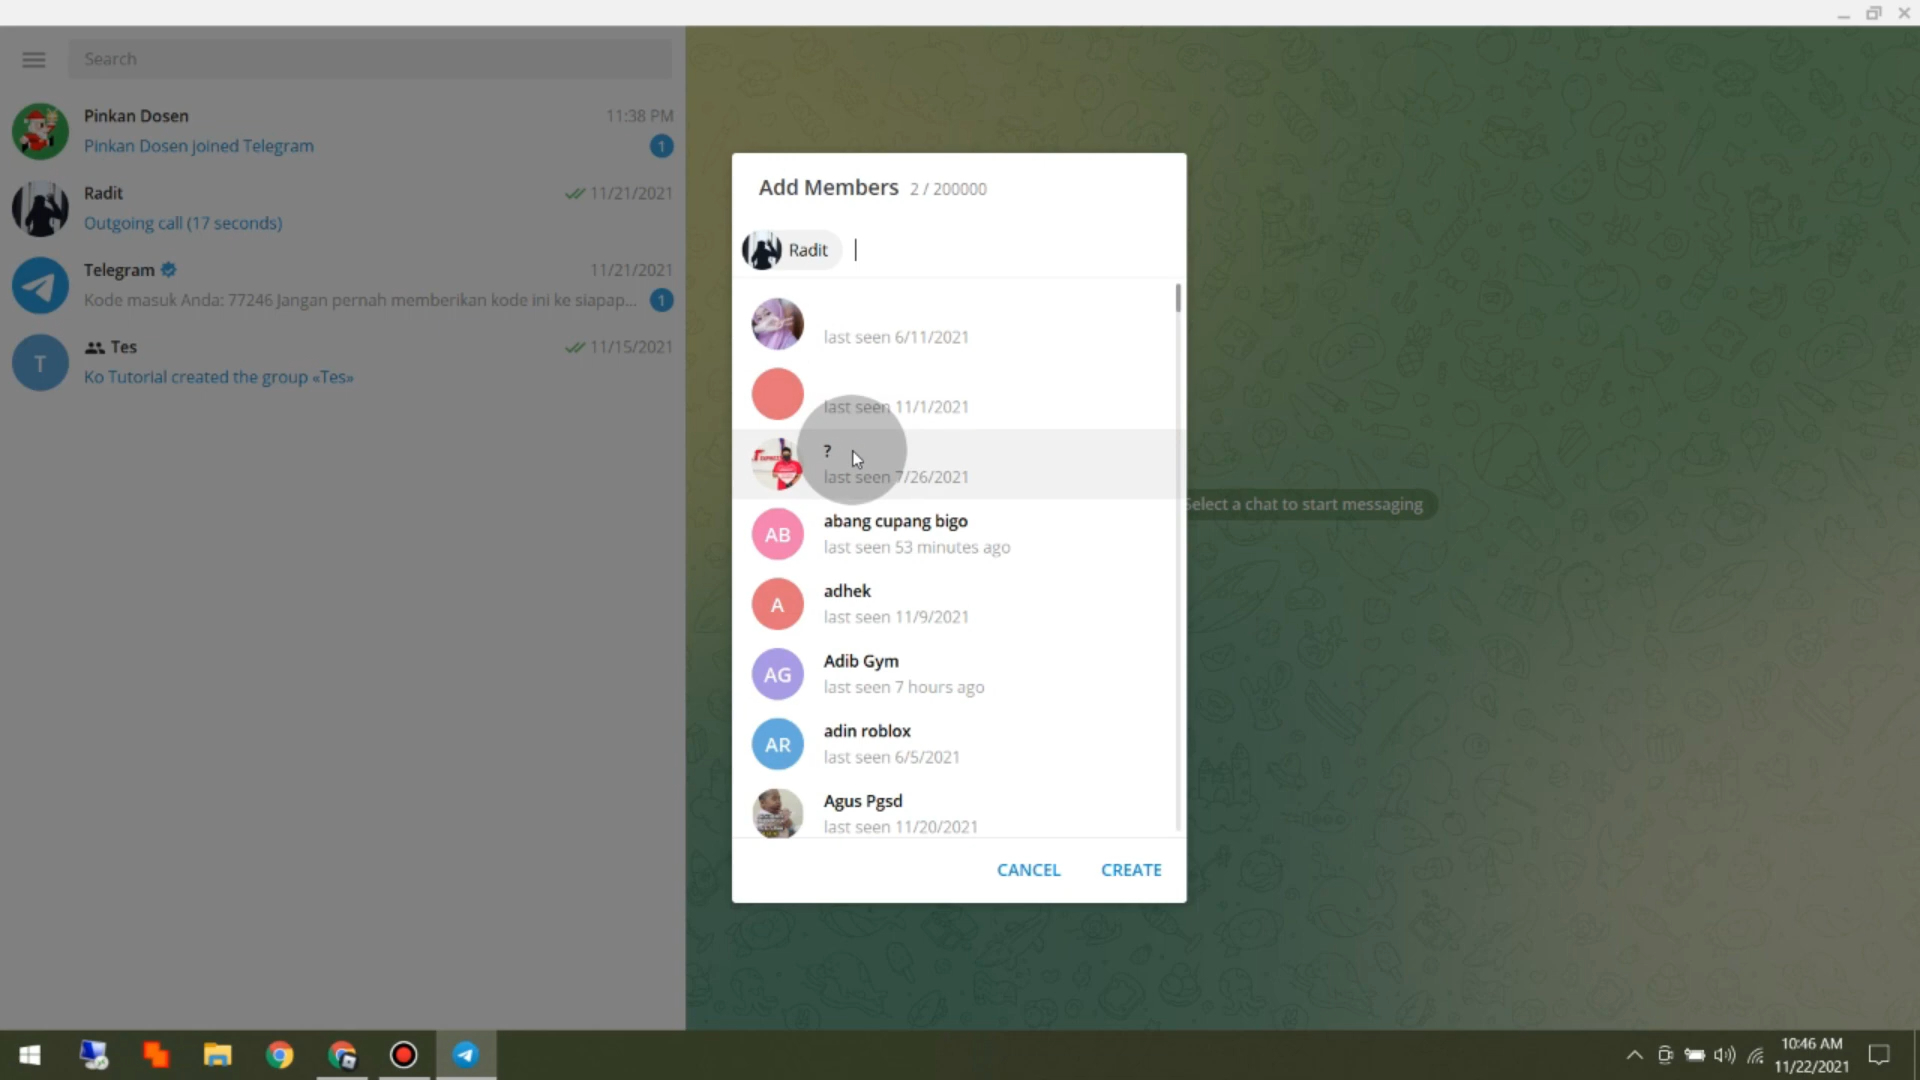 Search
Pinkan Dosen 11:38 PM
Pinkan Dosen joined Telegram 1
Radit 11/21/2021
Outgoing call (17 seconds)
Telegram 11/21/2021
Kode masuk Anda: 77246 Jangan pernah memberikan kode ini ke siapap... 1
T
Tes 11/15/2021
Ko Tutorial created the group «Tes»
Add Members 2 / 200000
Radit
last seen 6/11/2021
last seen 11/1/2021
?
last seen 7/26/2021
AB
abang cupang bigo
last seen 53 minutes ago
A
adhek
last seen 11/9/2021
AG
Adib Gym
last seen 7 hours ago
AR
adin roblox
last seen 6/5/2021
Agus Pgsd
last seen 11/20/2021
CANCEL CREATE
Select a chat to start messaging
10:46 AM
11/22/2021